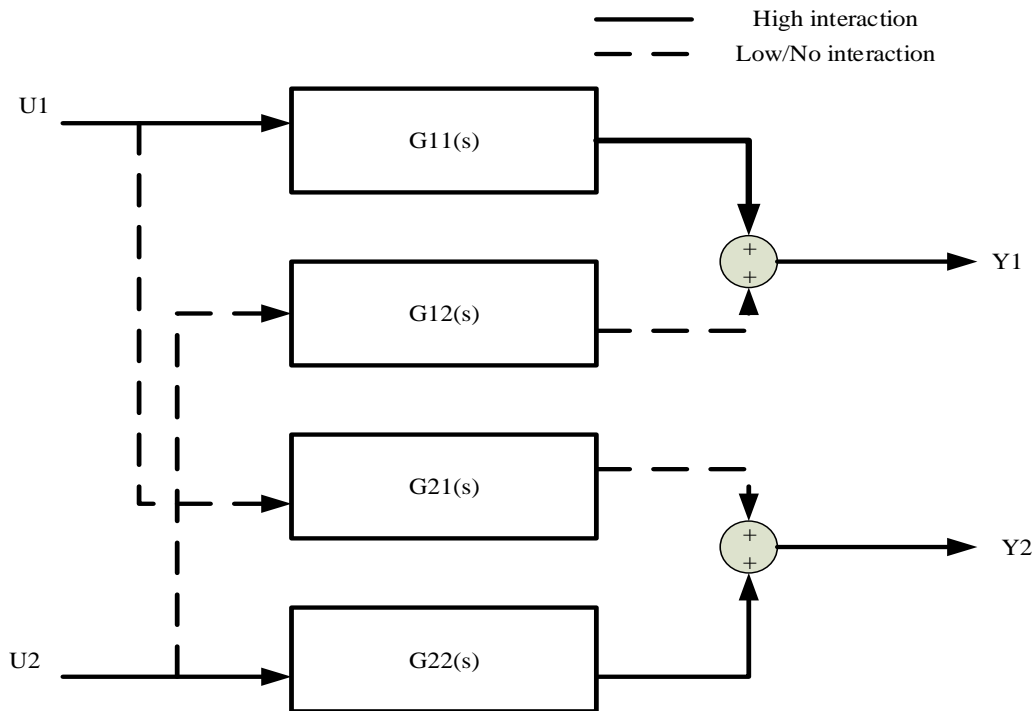 High interaction
Low/No interaction
U1
G11(s)
+
+
Y1
G12(s)
G21(s)
+
+
Y2
U2
G22(s)